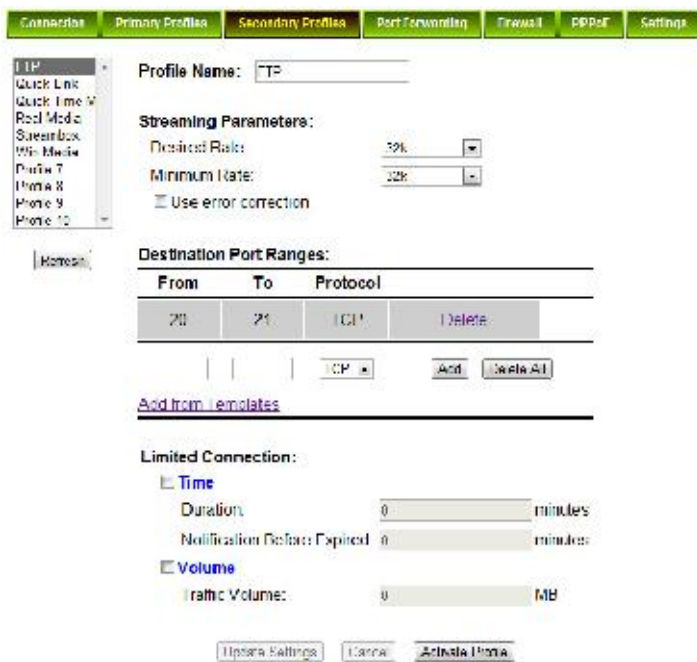 Connection Primary Profiles Secondary Profiles Port Forwarding Firewall PPPoE Settings
FTP
Quick Link
Quick Time M
Real Media
Streambox
Win Media
Profile 7
Profile 8
Profile 9
Profile 10
Refresh
Profile Name: FTP
Streaming Parameters:
Desired Rate: 32k
Minimum Rate: 32k
Use error correction
Destination Port Ranges:
From To Protocol
20 21 TCP Delete
TCP Add Delete All
Add from Templates
Limited Connection:
Time
Duration: 0 minutes
Notification Before Expired 0 minutes
Volume
Traffic Volume: 0 MB
Update Settings Cancel Activate Profile